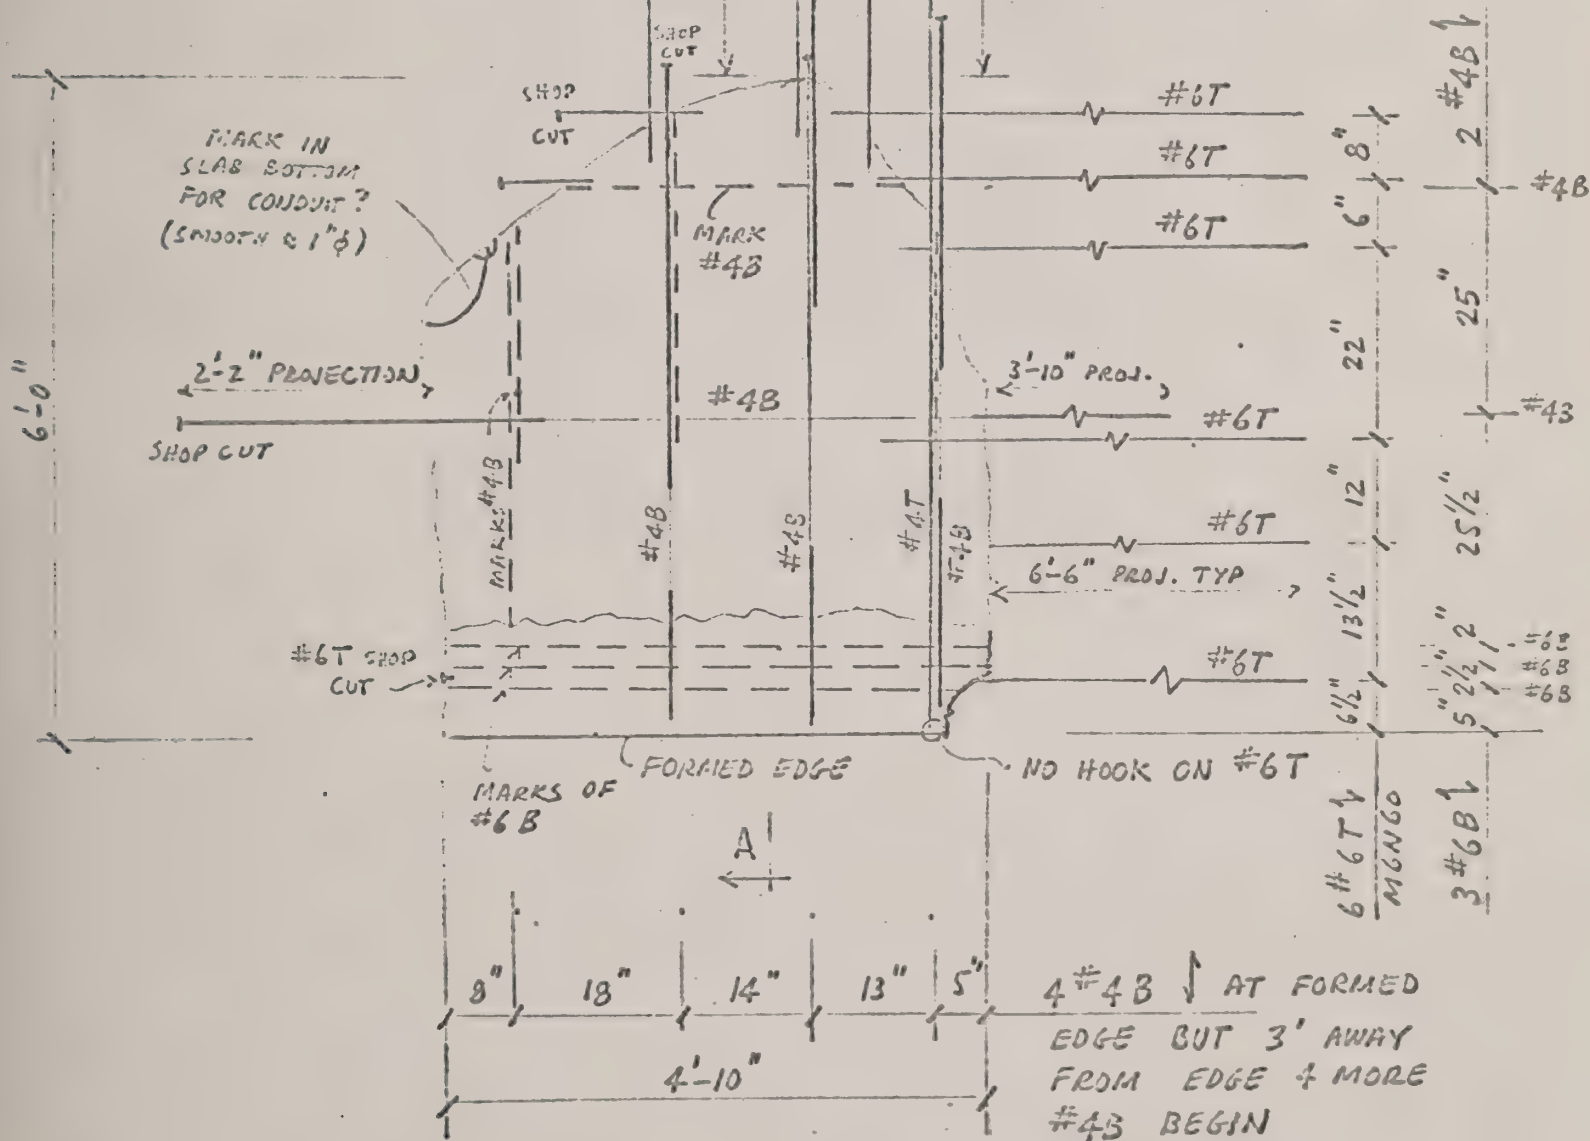 SHOP
CUT
SHOP
CUT
MARK IN
SLAB BOTTOM
FOR CONDUIT?
(SMOOTH & 1"φ)
MARK
#4B
#6T
#6T
#6T
8"
6"
22"
12"
13½"
6½"
2 #4B
#4B
25"
#4B
25½"
2"
2½"
5"
#6B
#6B
#6B
6'-0"
2'-2" PROJECTION
#4B
3'-10" PROJ.
#6T
SHOP CUT
MARKS #4B
#4B
#4B
#4T
#4B
#6T
6'-6" PROJ. TYP
#6T SHOP
CUT
#6T
FORMED EDGE
NO HOOK ON #6T
MARKS OF
#6B
6 #6T
M6N60
3 #6B
A
8"
18"
14"
13"
5"
4 #4B AT FORMED
EDGE BUT 3' AWAY
FROM EDGE 4 MORE
#4B BEGIN
4'-10"